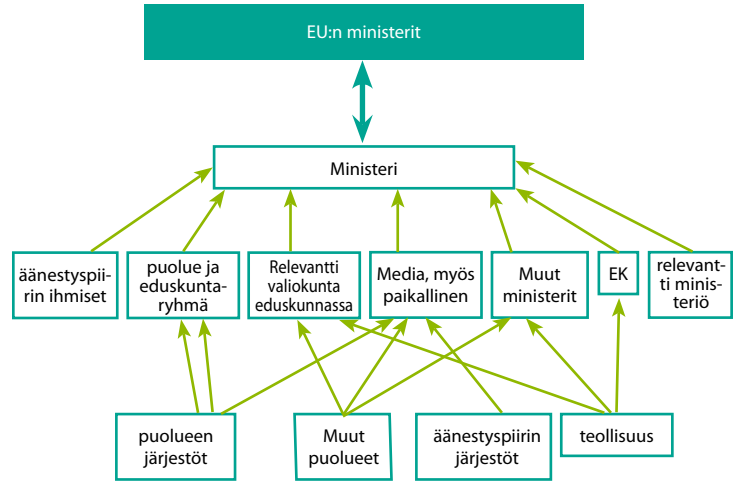 EU:n ministerit
Ministeri
äänestyspii-
rin ihmiset
puolue ja
eduskunta-
ryhmä
Relevantti
valiokunta
eduskunnassa
Media, myös
paikallinen
Muut
ministerit
EK
relevant-
ti minis-
teriö
puolueen
järjestöt
Muut
puolueet
äänestyspiirin
järjestöt
teollisuus